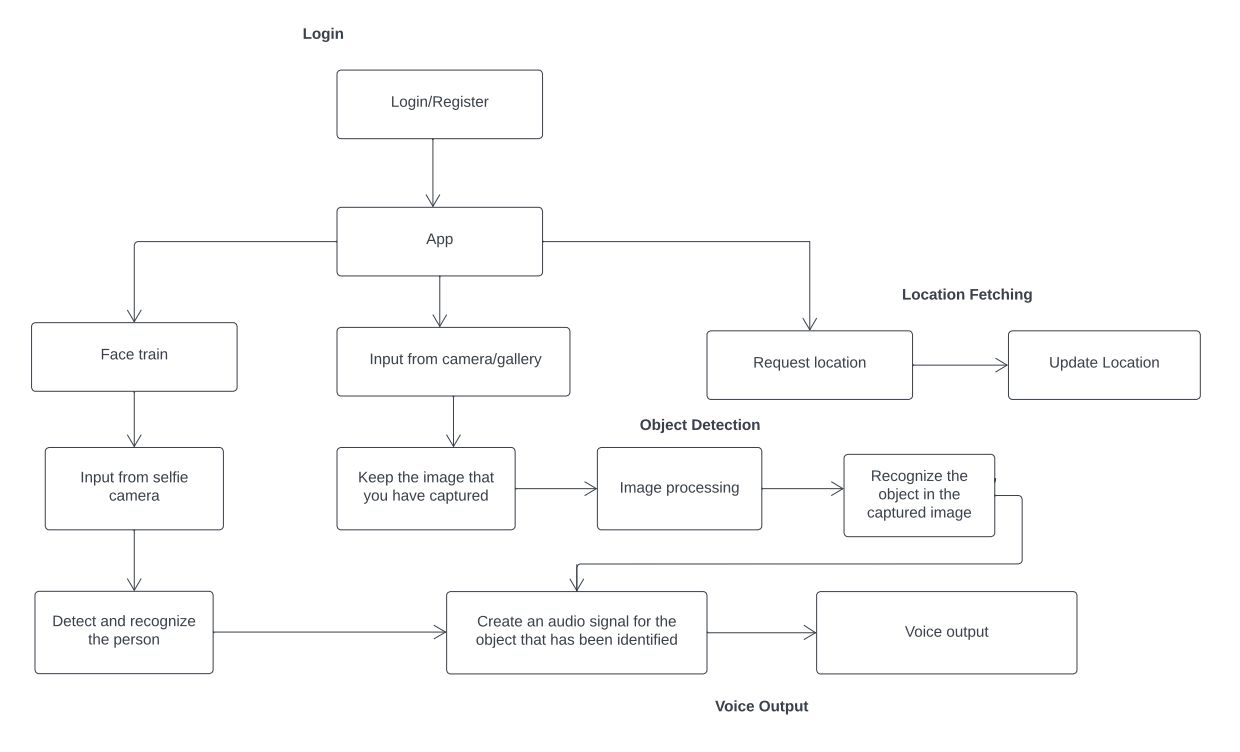 Login
Login/Register
App
Location Fetching
Face train
Input from camera/gallery
Request location
Update Location
Object Detection
Input from selfie
camera
Keep the image that
you have captured
Image processing
Recognize the
object in the
captured image
Detect and recognize
the person
Create an audio signal for the
object that has been identified
Voice output
Voice Output